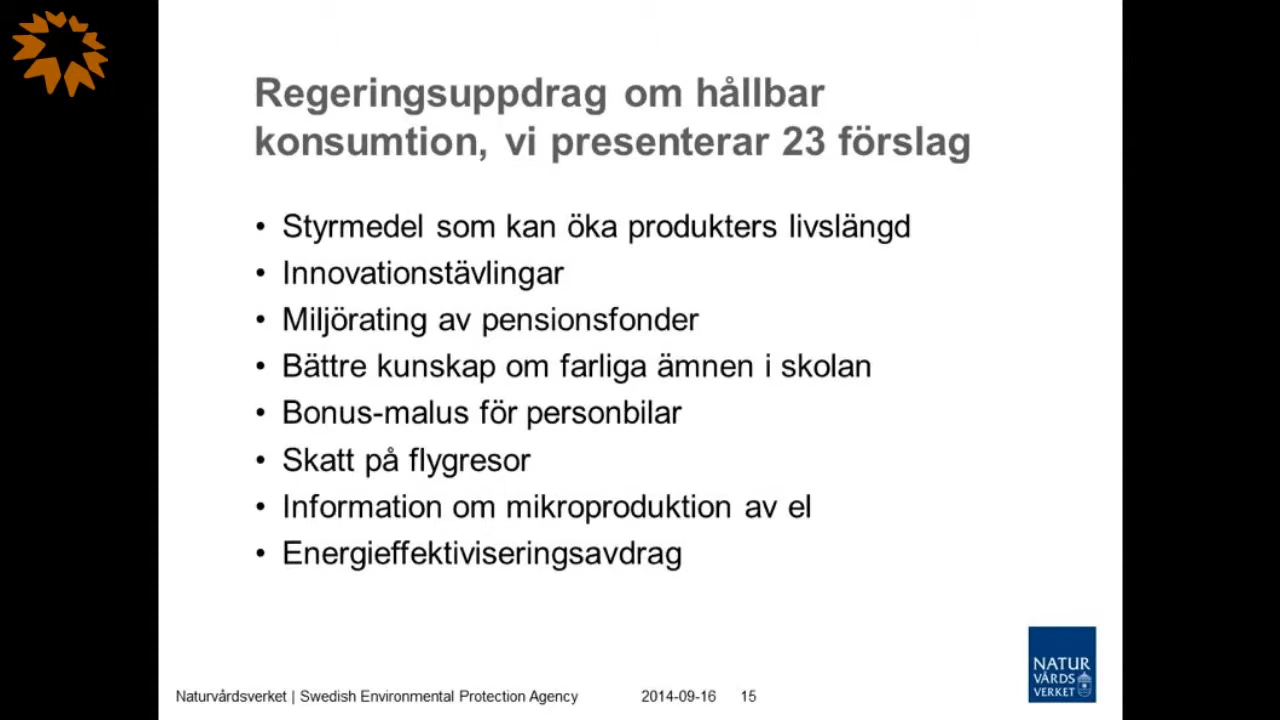 Regeringsuppdrag om hållbar
konsumtion, vi presenterar 23 förslag
• Styrmedel som kan öka produkters livslängd
• Innovationstävlingar
• Miljörating av pensionsfonder
• Bättre kunskap om farliga ämnen i skolan
• Bonus-malus för personbilar
• Skatt på flygresor
• Information om mikroproduktion av el
• Energieffektiviseringsavdrag
NATUR
VÅRDS
VERKET
Naturvårdsverket | Swedish Environmental Protection Agency 2014-09-16 15